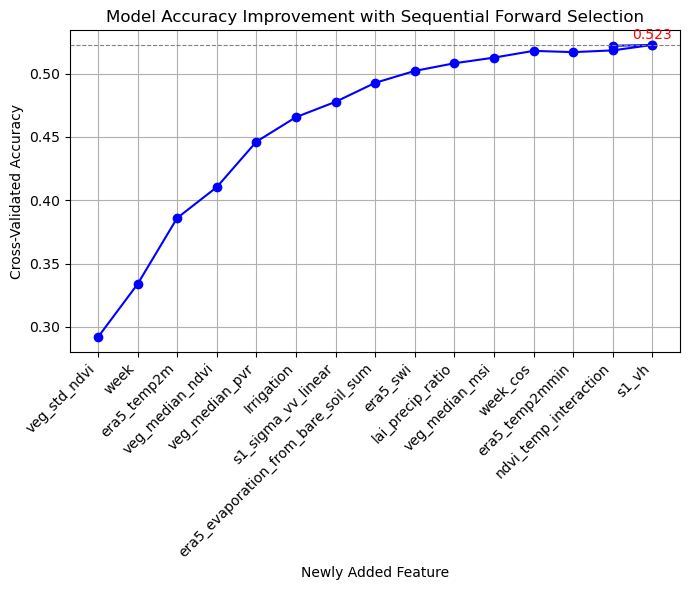 Model Accuracy Improvement with Sequential Forward Selection
0.523
Cross-Validated Accuracy
0.50
0.45
0.40
0.35
0.30
veg_std_ndvi
week
era5_temp2m
veg_median_ndvi
veg_median_pvr
Irrigation
s1_sigma_vv_linear
era5_evaporation_from_bare_soil_sum
era5_swi
lai_precip_ratio
veg_median_msi
week_cos
era5_temp2mmin
ndvi_temp_interaction
s1_vh
Newly Added Feature